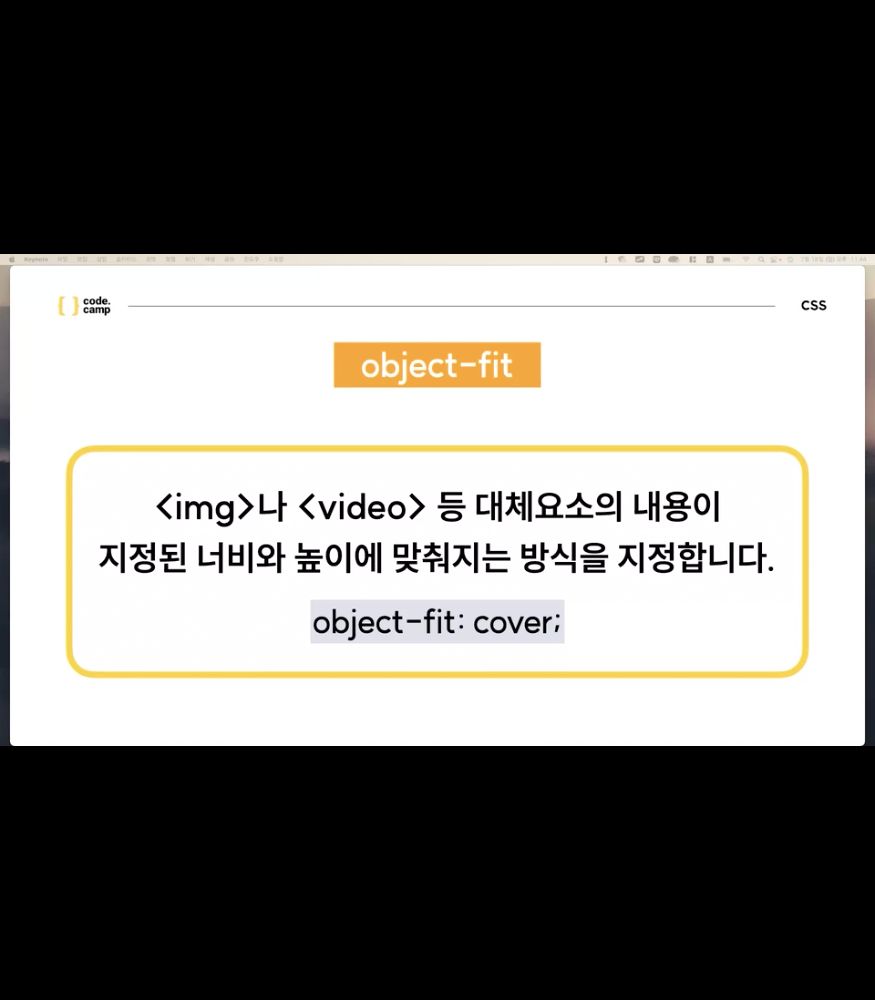 Keynote
code.
camp
CSS
object-fit
<img>나 <video> 등 대체요소의 내용이
지정된 너비와 높이에 맞춰지는 방식을 지정합니다.
object-fit: cover;